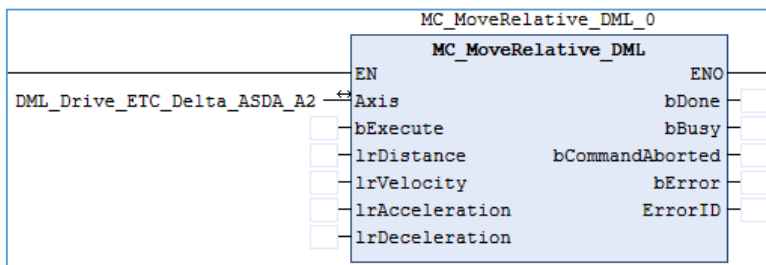 MC_MoveRelative_DML_0
MC_MoveRelative_DML
EN ENO
DML_Drive_ETC_Delta_ASDA_A2 Axis bDone
bExecute bBusy
lrDistance bCommandAborted
lrVelocity bError
lrAcceleration ErrorID
lrDeceleration